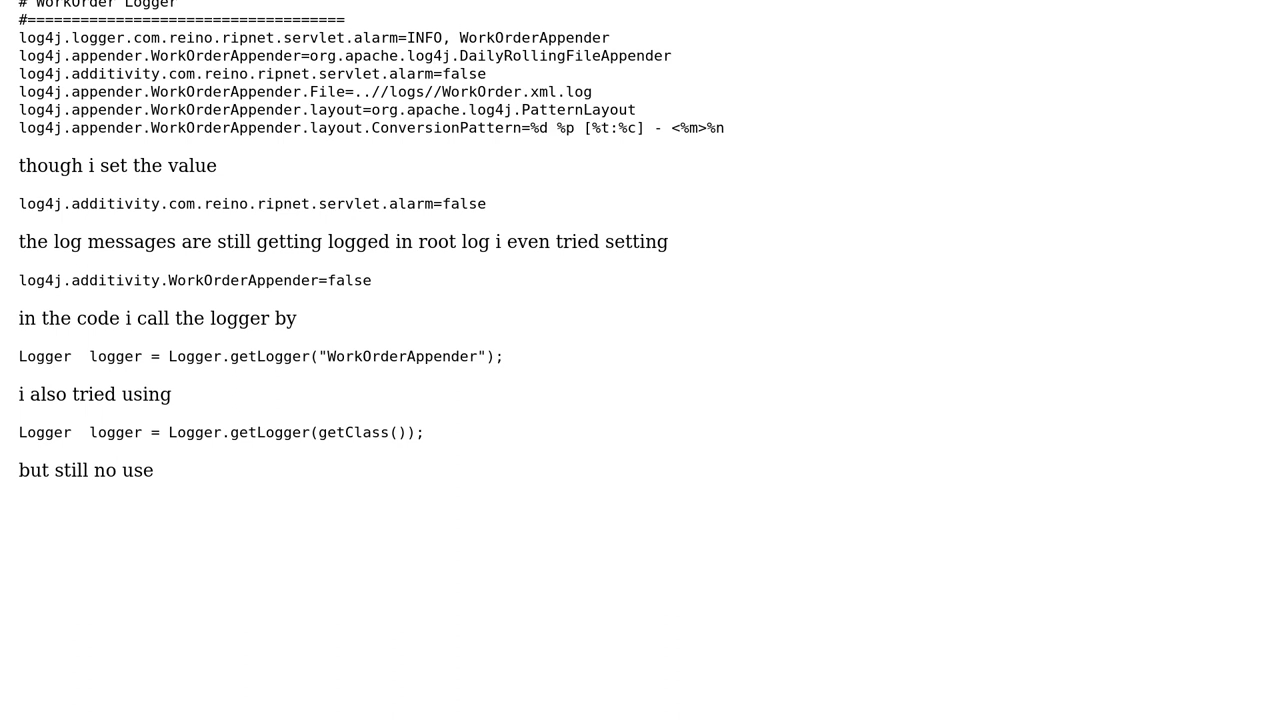 # WorkOrder Logger
#====================================
log4j.logger.com.reino.ripnet.servlet.alarm=INFO, WorkOrderAppender
log4j.appender.WorkOrderAppender=org.apache.log4j.DailyRollingFileAppender
log4j.additivity.com.reino.ripnet.servlet.alarm=false
log4j.appender.WorkOrderAppender.File=..//logs//WorkOrder.xml.log
log4j.appender.WorkOrderAppender.layout=org.apache.log4j.PatternLayout
log4j.appender.WorkOrderAppender.layout.ConversionPattern=%d %p [%t:%c] - <%m>%n
though i set the value
log4j.additivity.com.reino.ripnet.servlet.alarm=false
the log messages are still getting logged in root log i even tried setting
log4j.additivity.WorkOrderAppender=false
in the code i call the logger by
Logger  logger = Logger.getLogger("WorkOrderAppender");
i also tried using
Logger  logger = Logger.getLogger(getClass());
but still no use